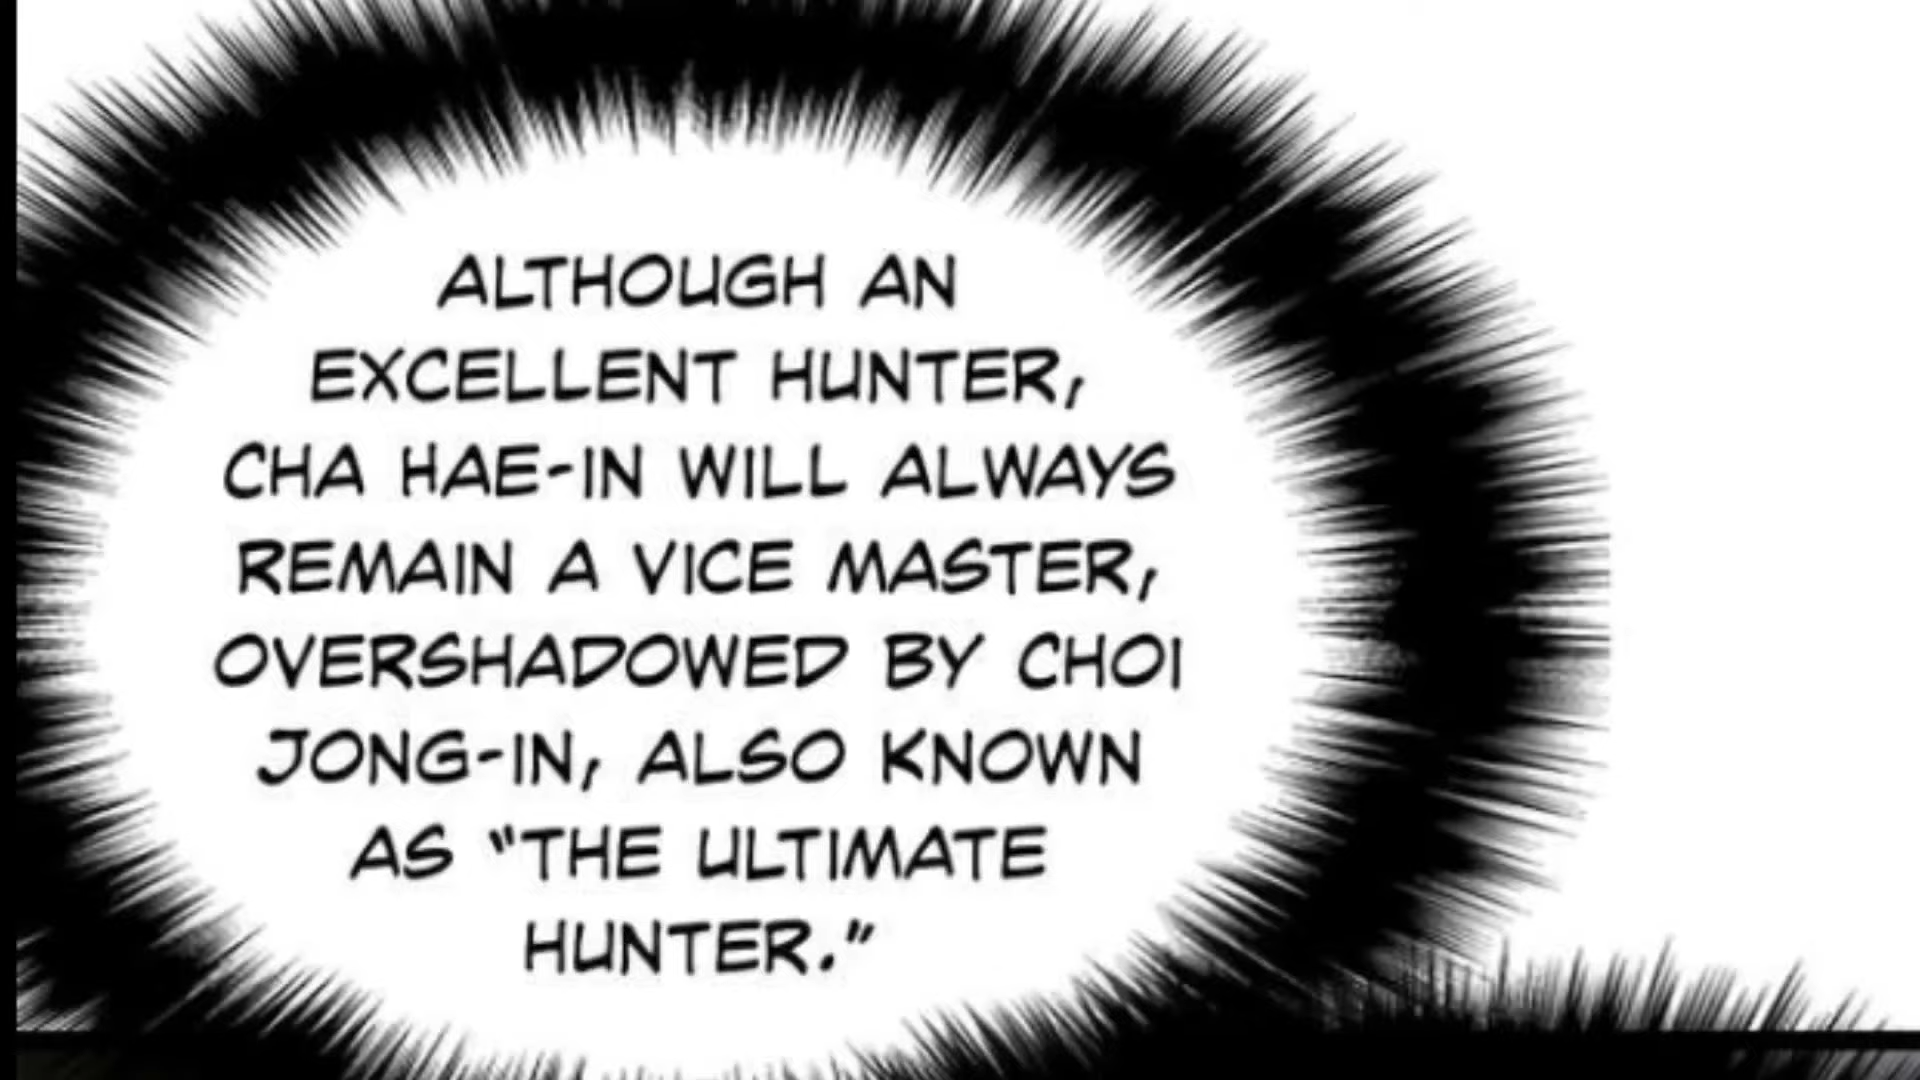 ALTHOUGH AN
EXCELLENT HUNTER,
CHA HAE-IN WILL ALWAYS
REMAIN A VICE MASTER,
OVERSHADOWED BY CHOI
JONG-IN, ALSO KNOWN
AS "THE ULTIMATE
HUNTER."